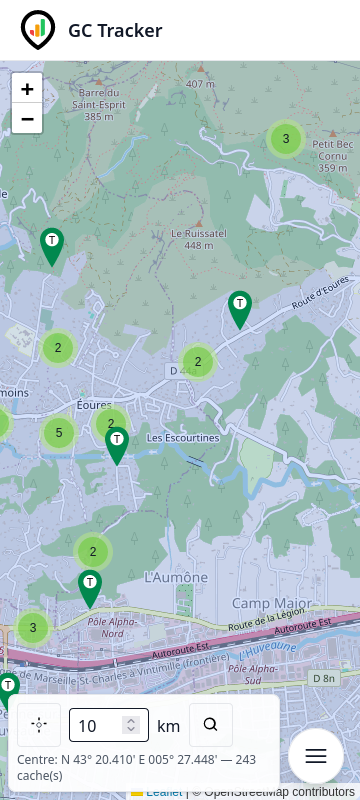 GC Tracker
+
−
407 m
Barre du
Saint-Esprit
385 m
3
Petit Bec
Cornu
359 m
Le Ruissatel
448 m
T
T
Route d'Eoures
2
2
moins
Éoures
2
5
T
Les Escourtines
2
L'Aumône
T
Camp Major
3
Pôle Alpha-
Nord
Route de la Légion
Autoroute Est
Autoroute Est
L'Huveaune
de Marseille-St-Charles à Vintimille (frontière)
Pôle Alpha-
Sud
D 8n
T
10
km
Centre: N 43° 20.410' E 005° 27.448' — 243
cache(s)
Leaflet | © OpenStreetMap contributors